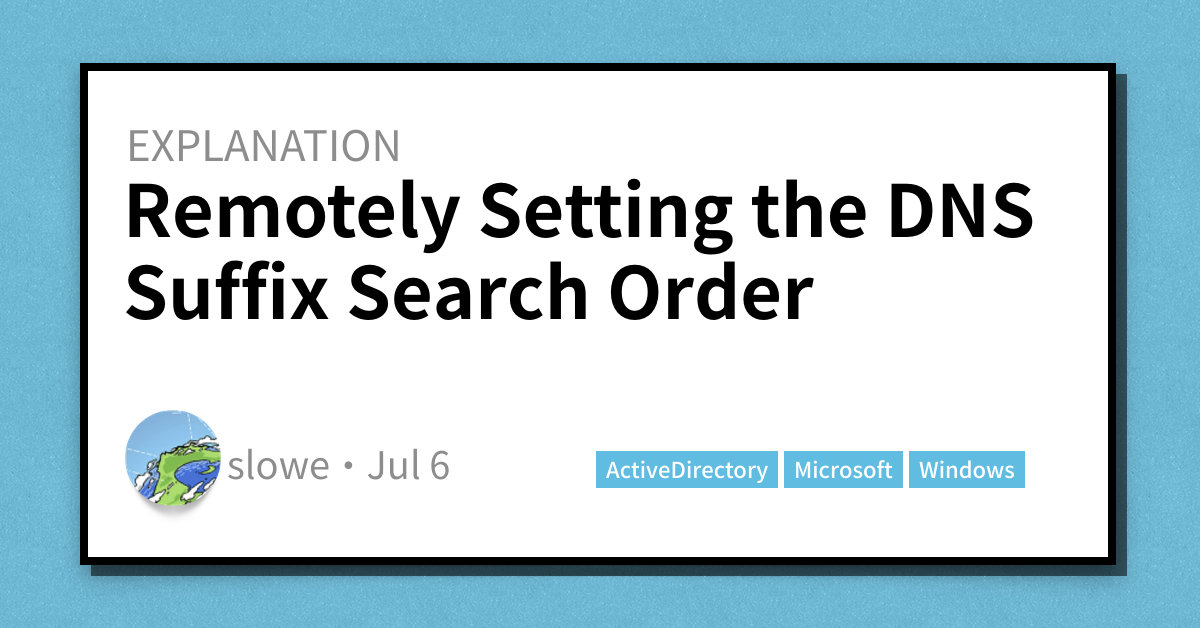 EXPLANATION
Remotely Setting the DNS
Suffix Search Order
slowe • Jul 6
ActiveDirectory Microsoft Windows